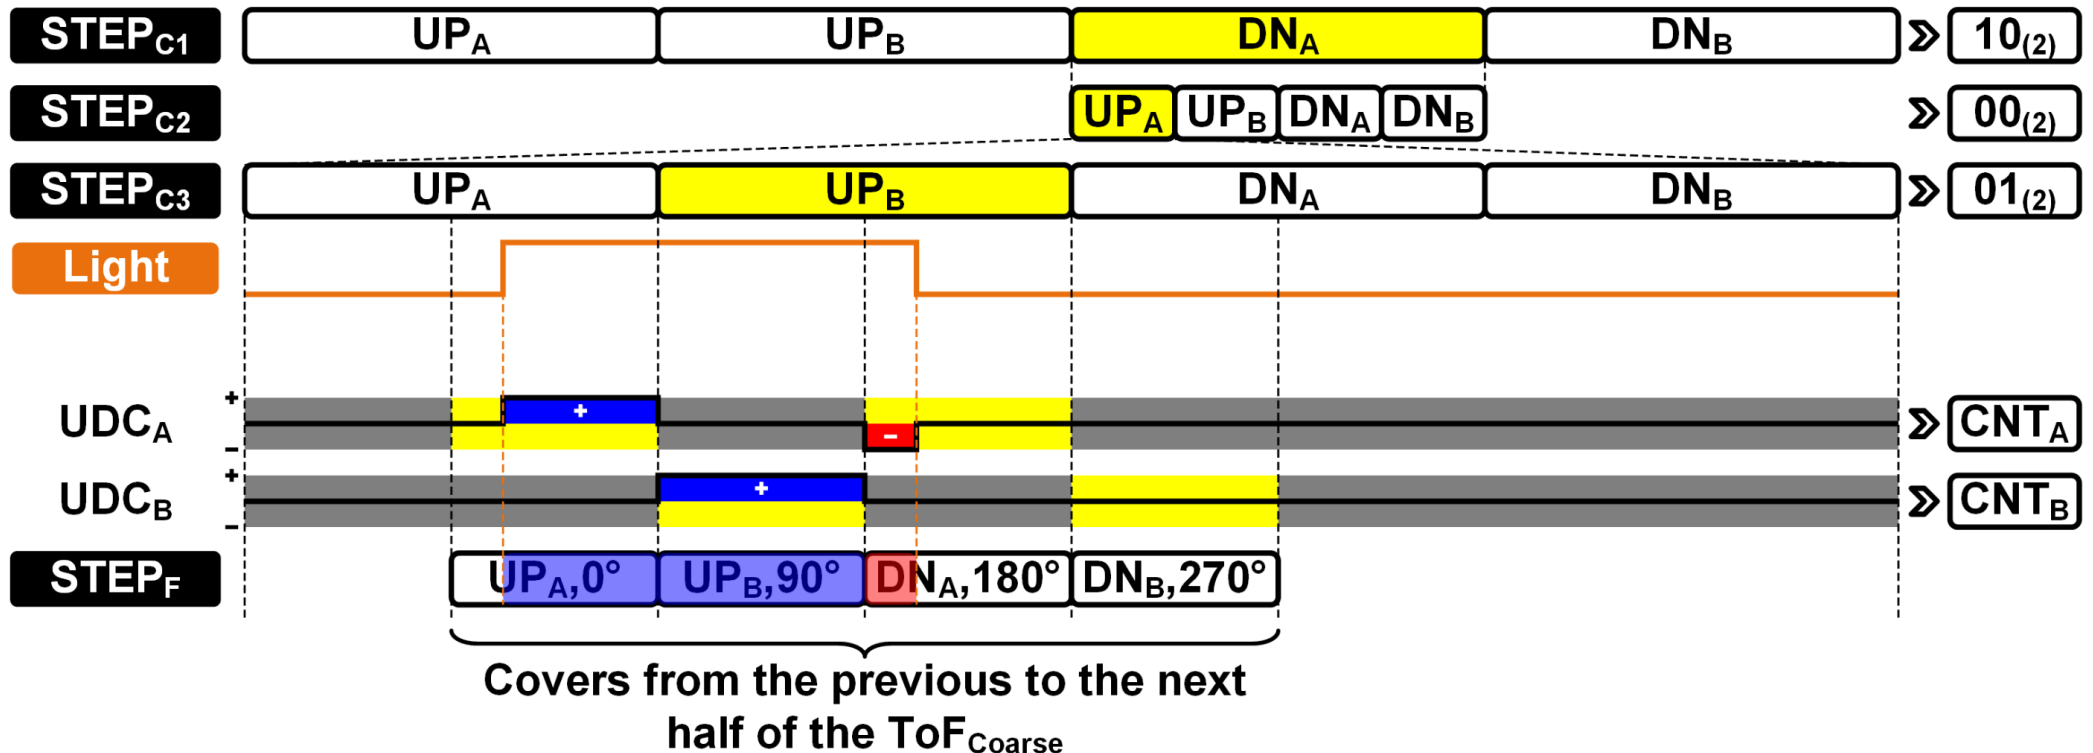 STEPC1 UPA UPB DNA DNB » 10(2)
STEPC2 UPA UPB DNA DNB » 00(2)
STEPC3 UPA UPB DNA DNB » 01(2)
Light
UDCA + + − − » CNTA
UDCB + + − » CNTB
STEPF UPA,0° UPB,90° DNA,180° DNB,270°
Covers from the previous to the next
half of the ToFCoarse